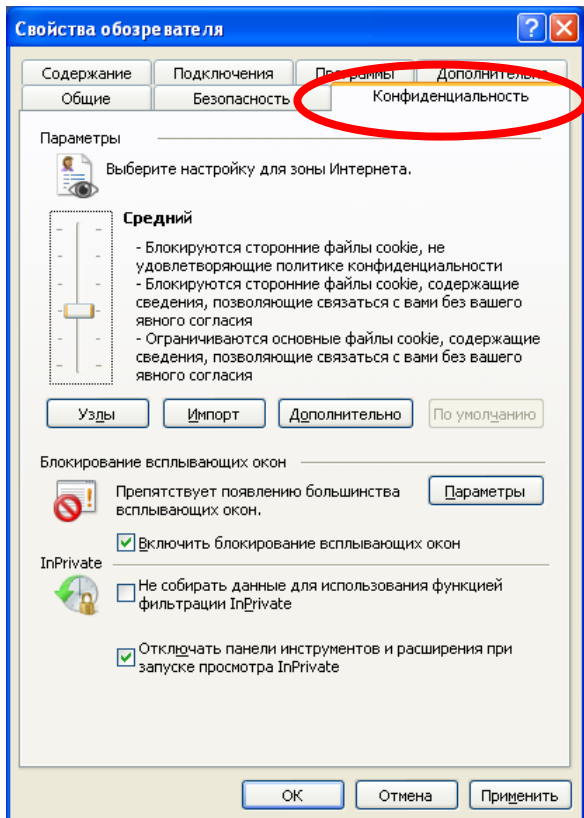 Свойства обозревателя
Содержание Подключения Программы Дополнительно
Общие Безопасность Конфиденциальность
Параметры
Выберите настройку для зоны Интернета.
Средний
- Блокируются сторонние файлы cookie, не
удовлетворяющие политике конфиденциальности
- Блокируются сторонние файлы cookie, содержащие
сведения, позволяющие связаться с вами без вашего
явного согласия
- Ограничиваются основные файлы cookie, содержащие
сведения, позволяющие связаться с вами без вашего
явного согласия
Узлы Импорт Дополнительно По умолчанию
Блокирование всплывающих окон
Препятствует появлению большинства
всплывающих окон.
Параметры
Включить блокирование всплывающих окон
InPrivate
Не собирать данные для использования функцией
фильтрации InPrivate
Отключать панели инструментов и расширения при
запуске просмотра InPrivate
ОК Отмена Применить